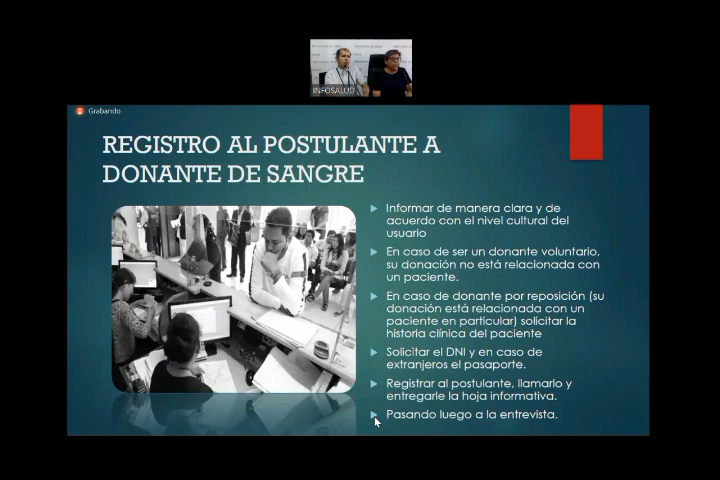 INFOSALUD
Grabando
REGISTRO AL POSTULANTE A
DONANTE DE SANGRE
Informar de manera clara y de
acuerdo con el nivel cultural del
usuario
En caso de ser un donante voluntario,
su donación no está relacionada con
un paciente.
En caso de donante por reposición (su
donación está relacionada con un
paciente en particular) solicitar la
historia clínica del paciente
Solicitar el DNI y en caso de
extranjeros el pasaporte.
Registrar al postulante, llamarlo y
entregarle la hoja informativa.
Pasando luego a la entrevista.